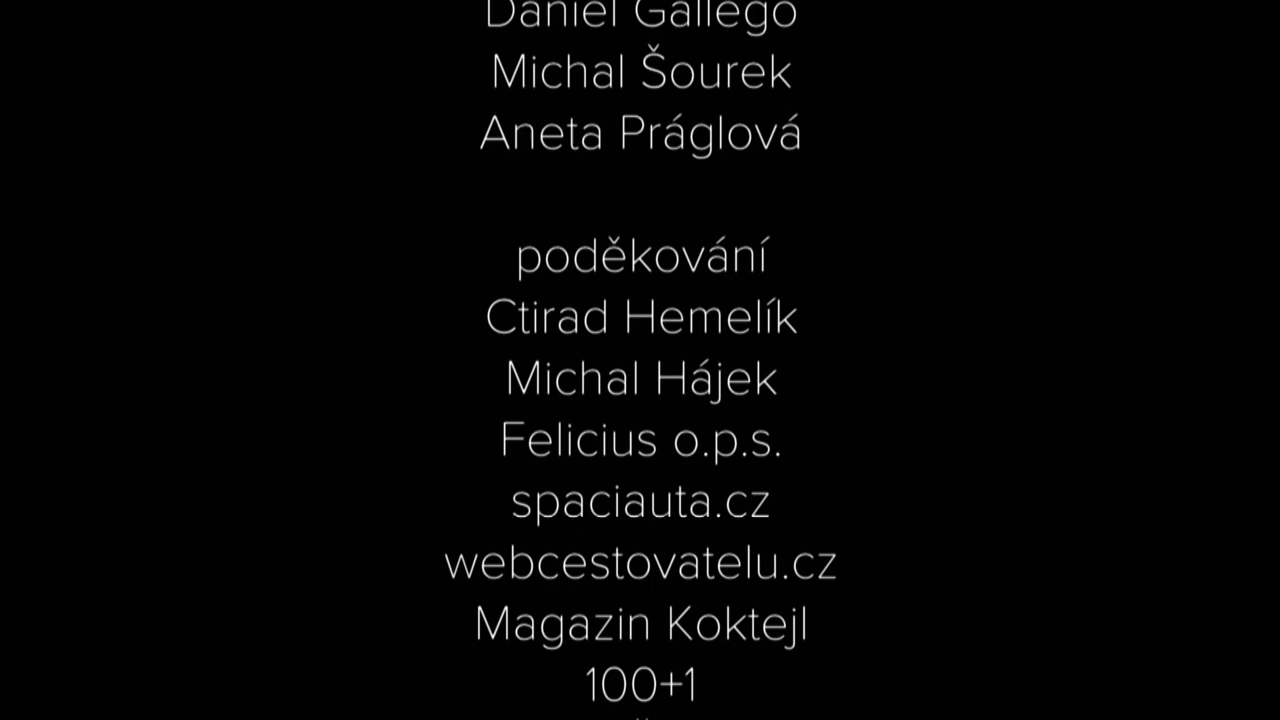 Daniel Gallego
Michal Šourek
Aneta Práglová
poděkování
Ctirad Hemelík
Michal Hájek
Felicius o.p.s.
spaciauta.cz
webcestovatelu.cz
Magazin Koktejl
100+1